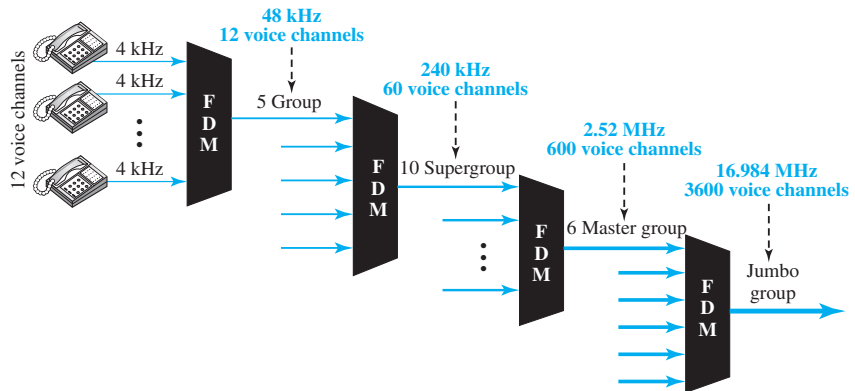 12 voice channels
4 kHz
4 kHz
4 kHz
F
D
M
48 kHz
12 voice channels
5 Group
F
D
M
240 kHz
60 voice channels
10 Supergroup
F
D
M
2.52 MHz
600 voice channels
6 Master group
F
D
M
16.984 MHz
3600 voice channels
Jumbo
group